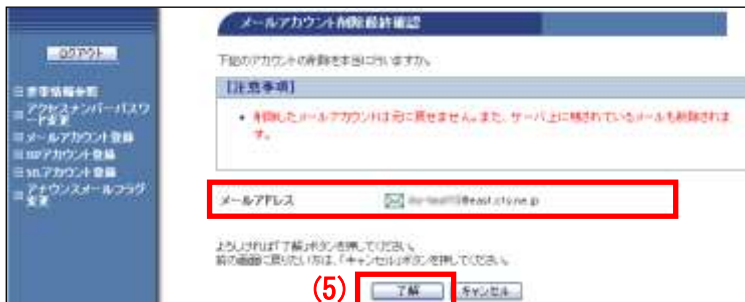 メールアカウント削除最終確認
ログアウト
下記のアカウントの削除を本当に行いますか。
【注意事項】
・ 削除したメールアカウントは元に戻せません。また、サーバ上に残されているメールも削除されます。
アクセスナンバーパスワード変更
メールアカウント登録
アカウント登録
アカウント登録
アナウンスメールフラグ変更
メールアドレス
よろしければ「了解」ボタンを押してください。
前の画面に戻りたい方は、「キャンセル」ボタンを押してください。
(5)
了解
キャンセル